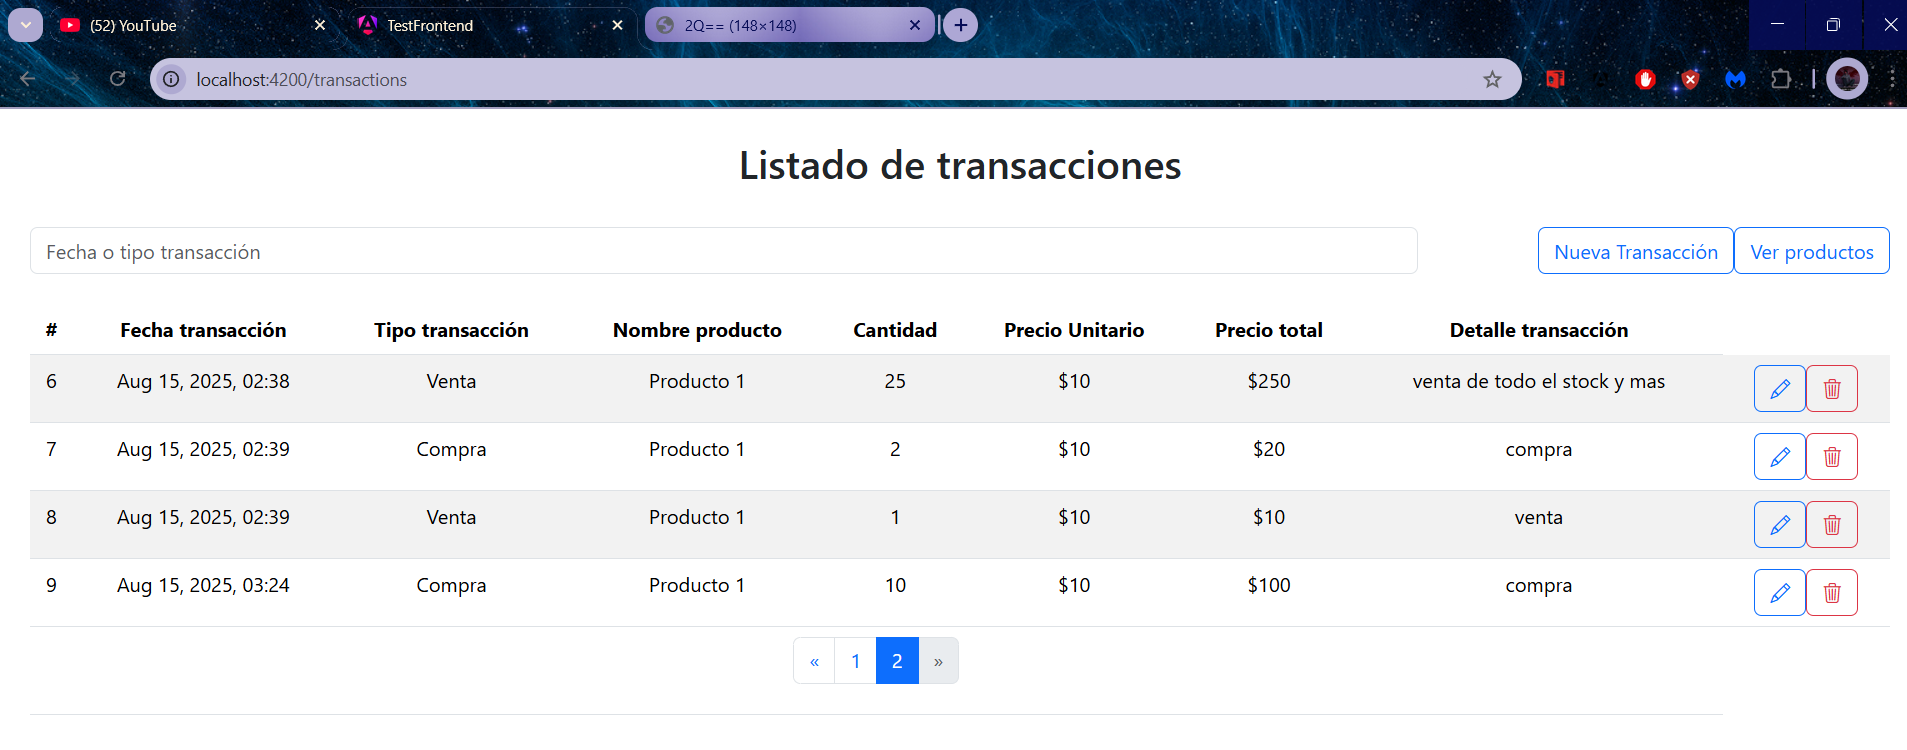 (52) YouTube TestFrontend 2Q== (148×148)
localhost:4200/transactions
Listado de transacciones
Fecha o tipo transacción Nueva Transacción Ver productos
# Fecha transacción Tipo transacción Nombre producto Cantidad Precio Unitario Precio total Detalle transacción
6 Aug 15, 2025, 02:38 Venta Producto 1 25 $10 $250 venta de todo el stock y mas
7 Aug 15, 2025, 02:39 Compra Producto 1 2 $10 $20 compra
8 Aug 15, 2025, 02:39 Venta Producto 1 1 $10 $10 venta
9 Aug 15, 2025, 03:24 Compra Producto 1 10 $10 $100 compra
« 1 2 »